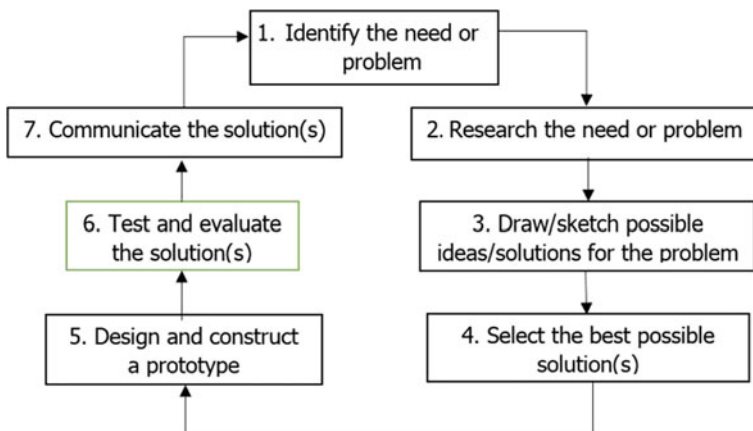 1. Identify the need or
problem
2. Research the need or problem
3. Draw/sketch possible
ideas/solutions for the problem
4. Select the best possible
solution(s)
5. Design and construct
a prototype
6. Test and evaluate
the solution(s)
7. Communicate the solution(s)